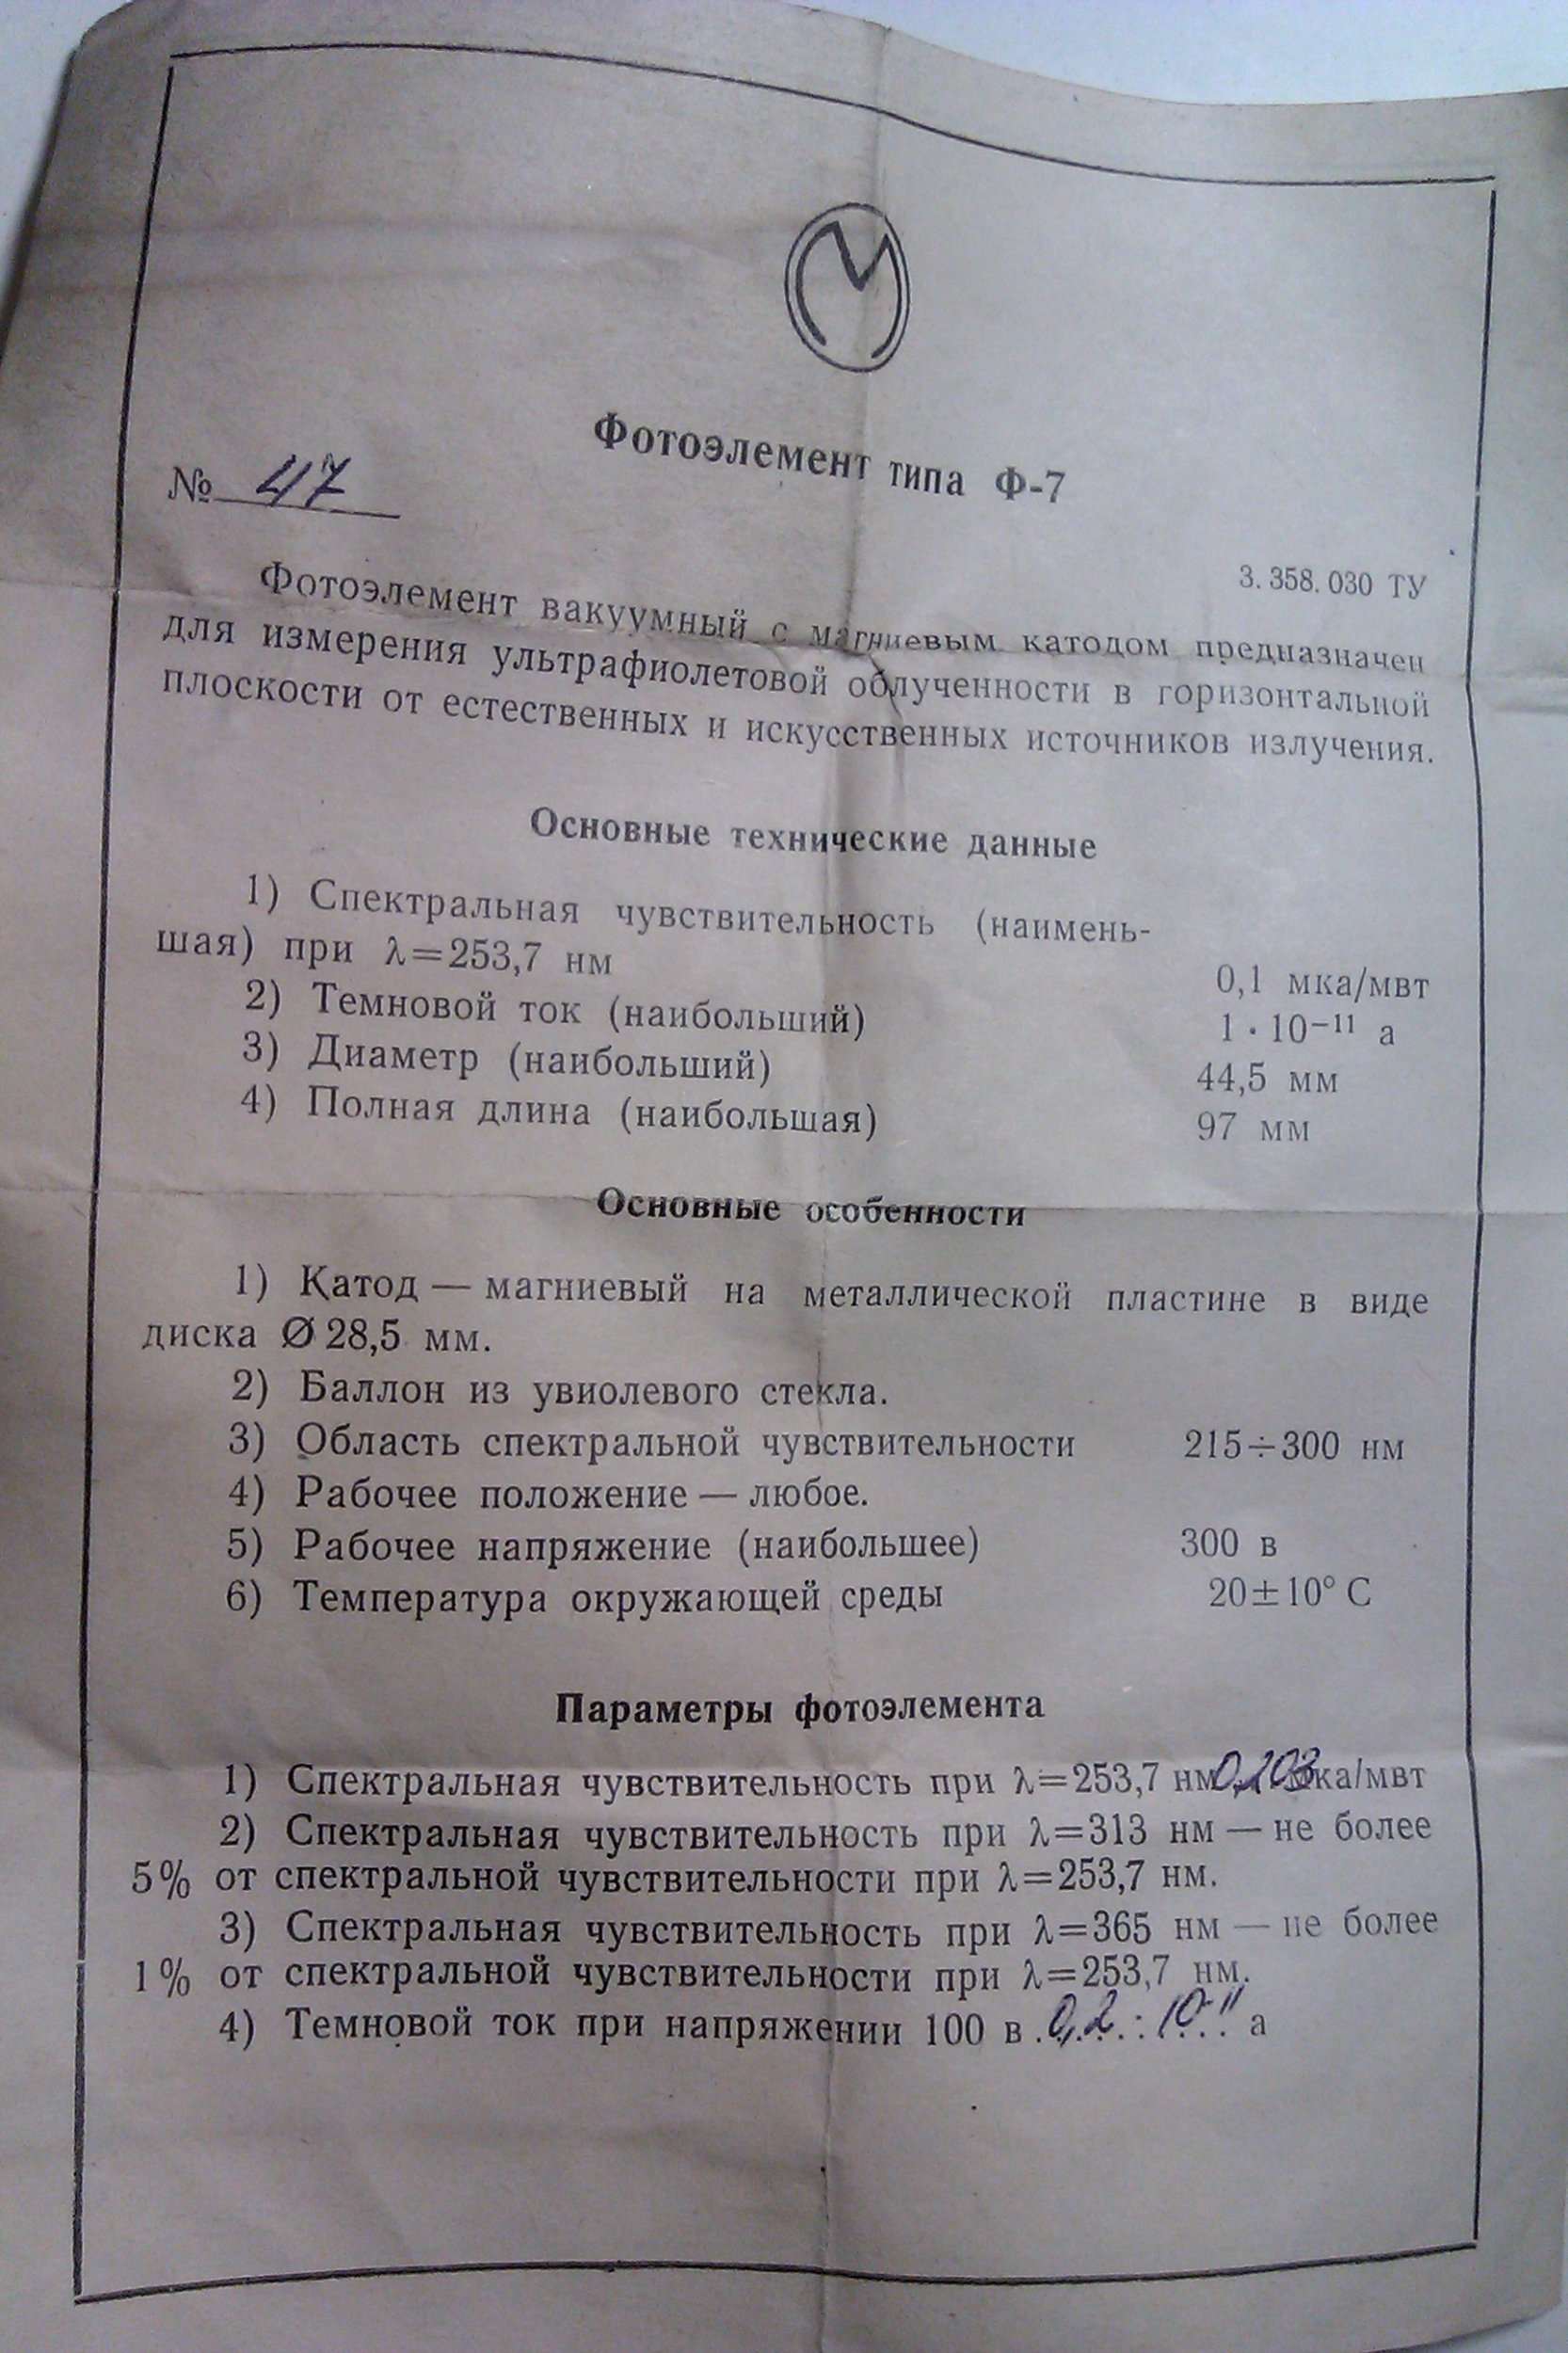 Фотоэлемент типа Ф-7
№ 47
3.358.030 ТУ
Фотоэлемент вакуумный с магниевым катодом предназначен
для измерения ультрафиолетовой облученности в горизонтальной
плоскости от естественных и искусственных источников излучения.
Основные технические данные
1) Спектральная чувствительность (наимень-
шая) при λ=253,7 нм 0,1 мка/мвт
2) Темновой ток (наибольший) 1·10⁻¹¹ а
3) Диаметр (наибольший) 44,5 мм
4) Полная длина (наибольшая) 97 мм
Основные особенности
1) Катод — магниевый на металлической пластине в виде
диска Ø 28,5 мм.
2) Баллон из увиолевого стекла.
3) Область спектральной чувствительности 215÷300 нм
4) Рабочее положение — любое.
5) Рабочее напряжение (наибольшее) 300 в
6) Температура окружающей среды 20±10° С
Параметры фотоэлемента
1) Спектральная чувствительность при λ=253,7 нм 0,203 мка/мвт
2) Спектральная чувствительность при λ=313 нм — не более
5% от спектральной чувствительности при λ=253,7 нм.
3) Спектральная чувствительность при λ=365 нм — не более
1% от спектральной чувствительности при λ=253,7 нм.
4) Темновой ток при напряжении 100 в 0,2·10⁻¹¹ а